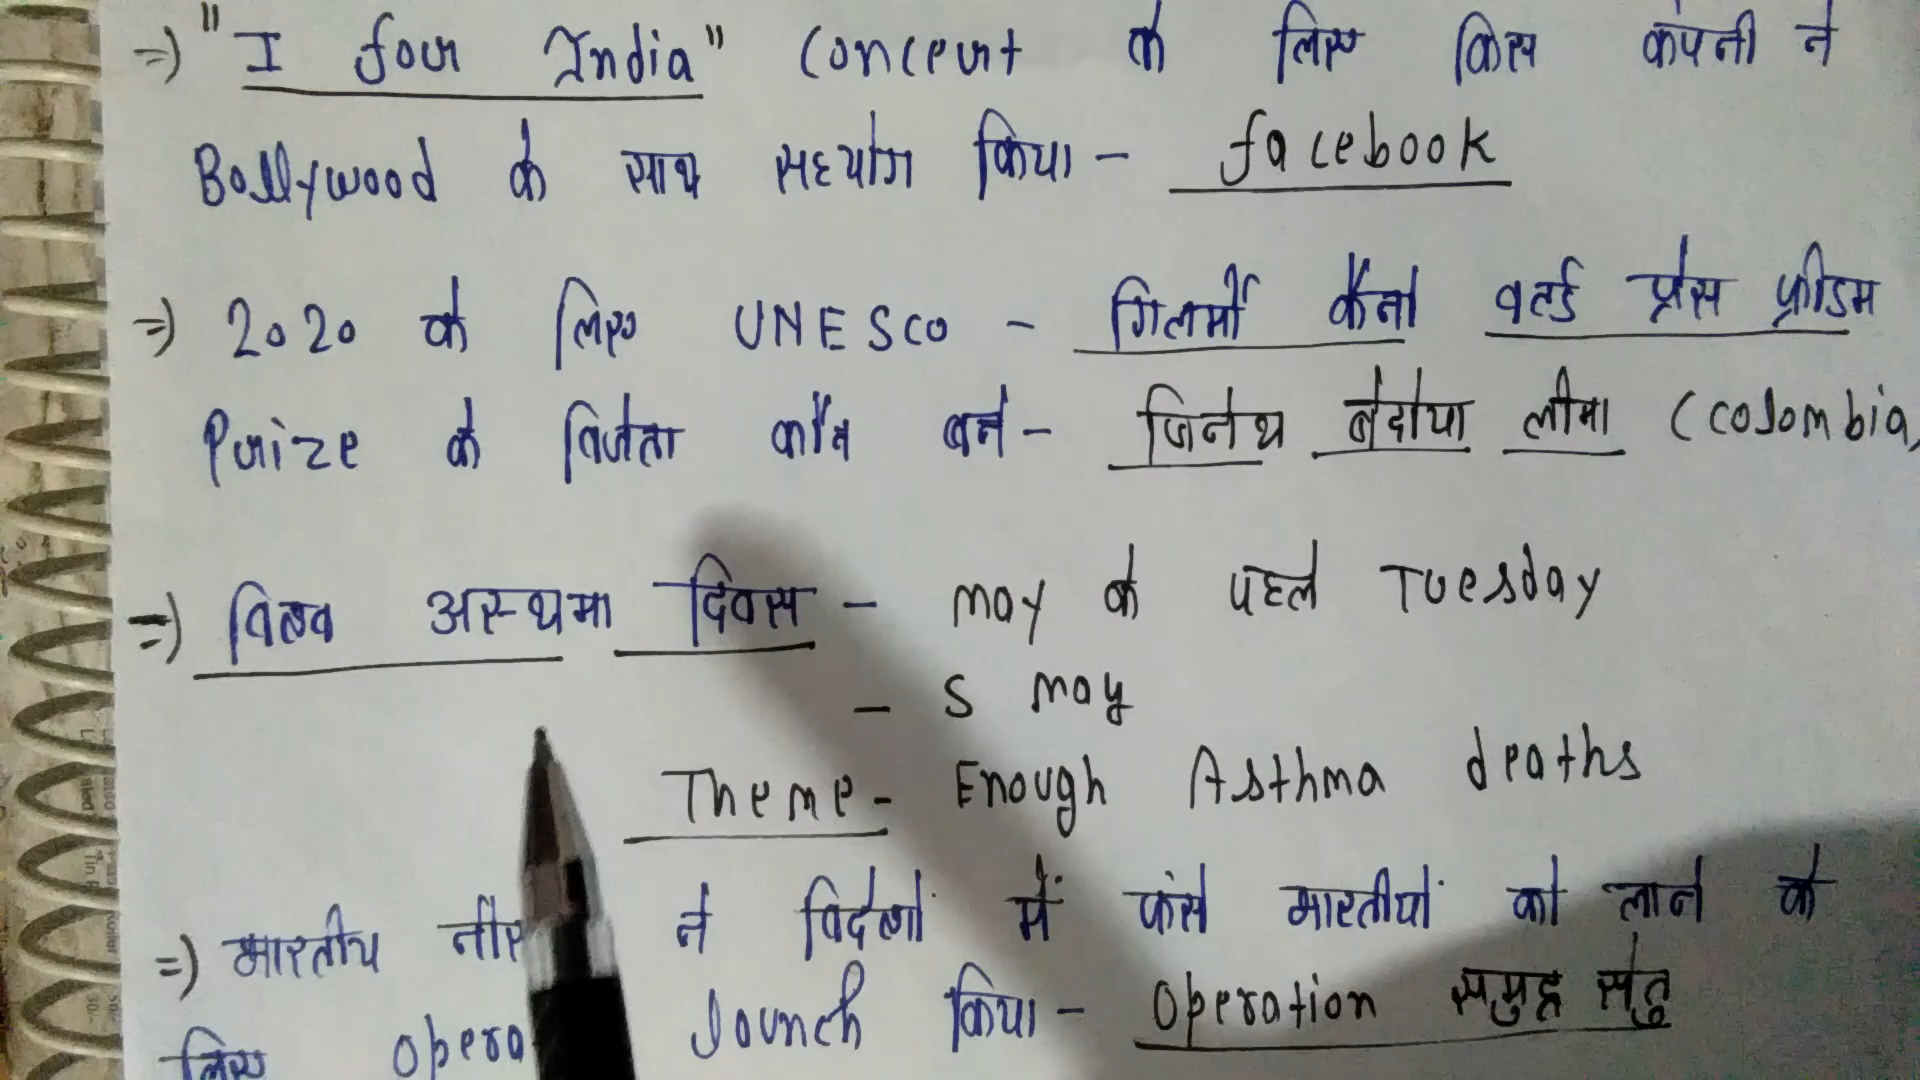 ⇒) "I for India" Concert के लिए किस कंपनी ने
Bollywood के साथ सहयोग किया - facebook
⇒) 2020 के लिए UNESCO - गिलर्मो कैनो वर्ल्ड प्रेस फ्रीडम
Prize के विजेता कौन बने - जिनेथ बेदोया लीमा (colombia,
⇒) विश्व अस्थमा दिवस - may के पहले Tuesday
- 5 may
Theme - Enough Asthma deaths
⇒) भारतीय ने विदेशों में फंसे भारतीयों को लाने के
लिए launch किया - Operation समुद्र सेतु